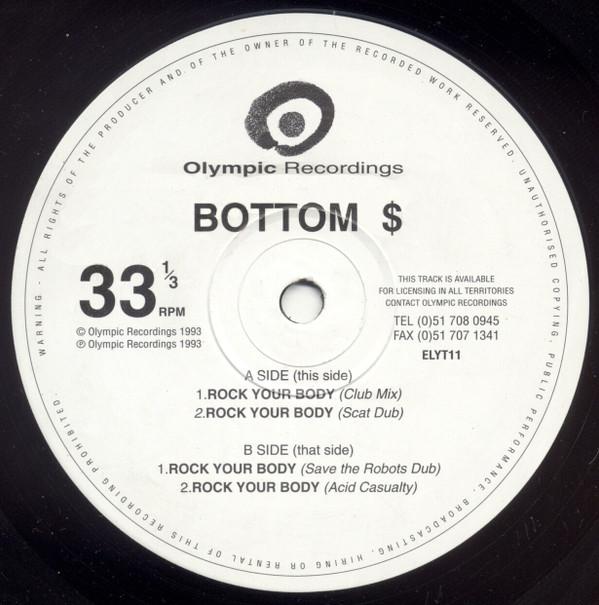 WARNING - ALL RIGHTS OF THE PRODUCER AND OF THE OWNER OF THE RECORDED WORK RESERVED. UNAUTHORISED COPYING, PUBLIC PERFORMANCE, BROADCASTING, HIRING OR RENTAL OF THIS RECORDING PROHIBITED.
Olympic Recordings
BOTTOM $
33 1/3
RPM
© Olympic Recordings 1993
℗ Olympic Recordings 1993
THIS TRACK IS AVAILABLE
FOR LICENSING IN ALL TERRITORIES
CONTACT OLYMPIC RECORDINGS
TEL (0)51 708 0945
FAX (0)51 707 1341
ELYT11
A SIDE (this side)
1.ROCK YOUR BODY (Club Mix)
2.ROCK YOUR BODY (Scat Dub)
B SIDE (that side)
1.ROCK YOUR BODY (Save the Robots Dub)
2.ROCK YOUR BODY (Acid Casualty)